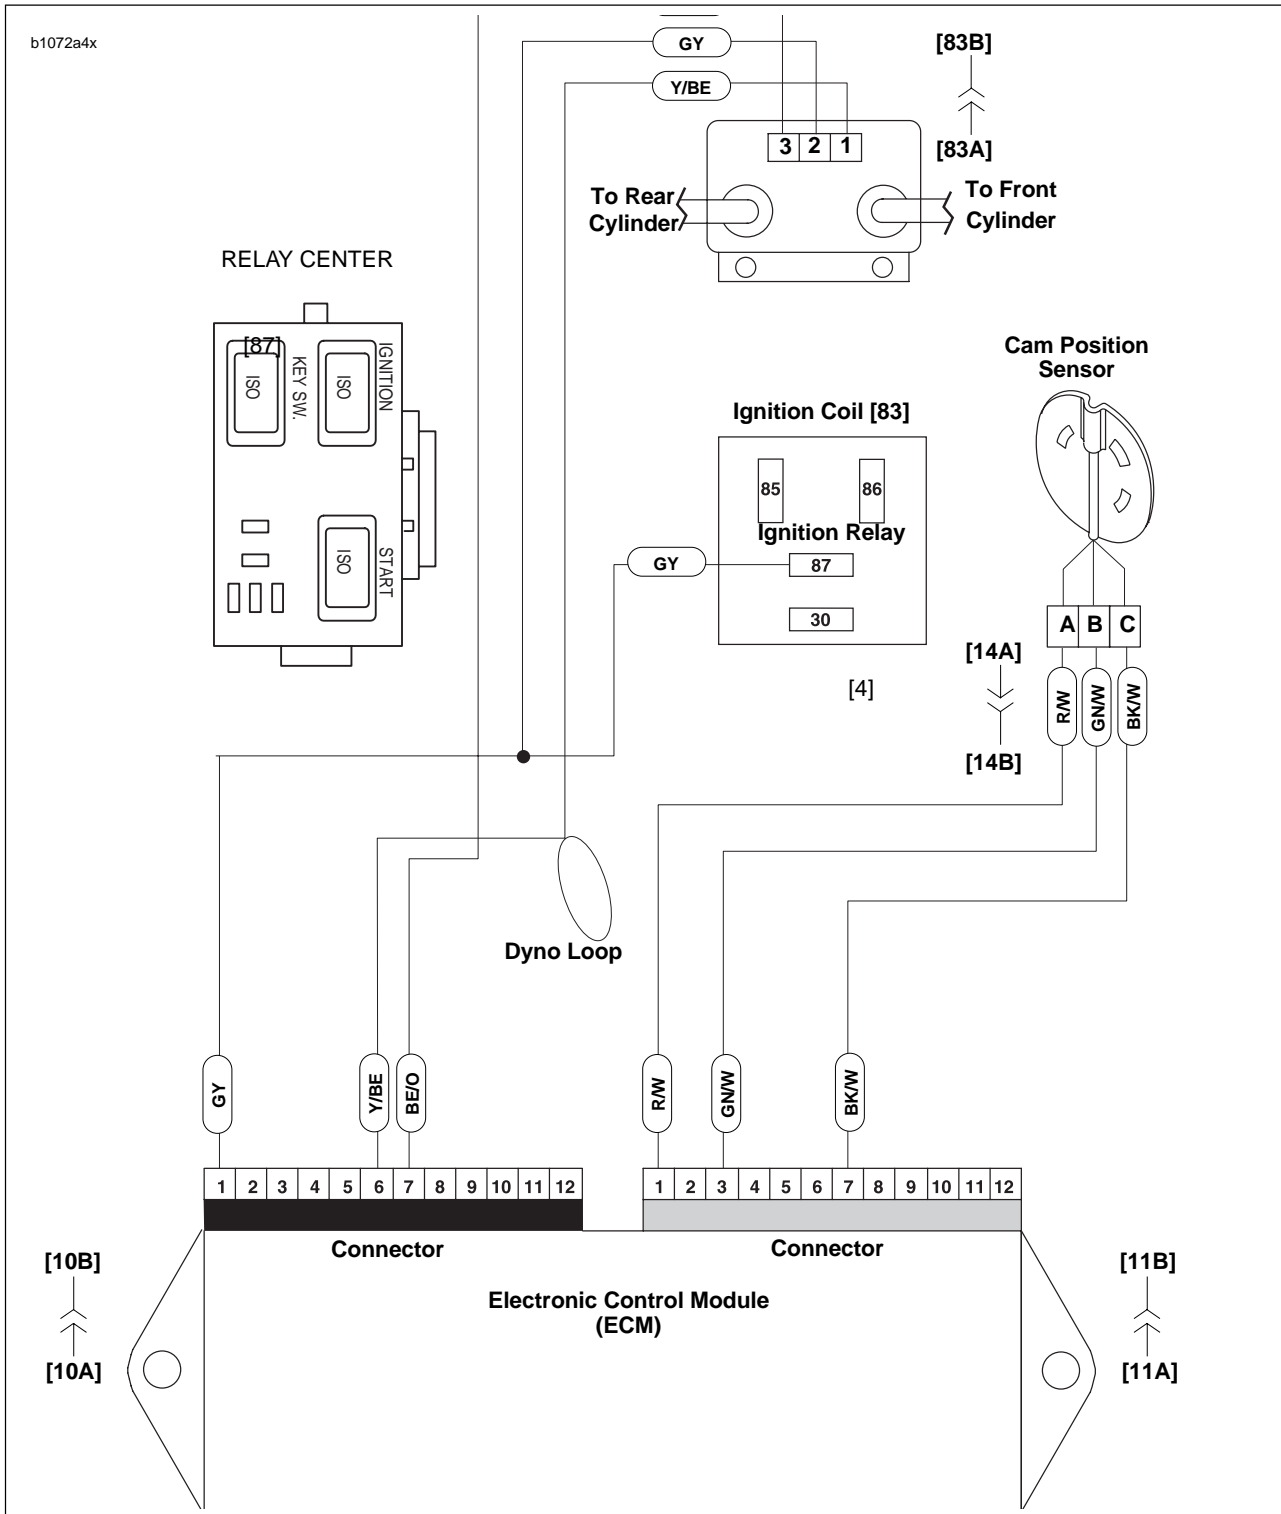 b1072a4x
GY
[83B]
Y/BE
3 2 1
[83A]
To Rear
Cylinder
To Front
Cylinder
RELAY CENTER
[87]
ISO
KEY SW.
ISO
IGNITION
ISO
START
Cam Position
Sensor
Ignition Coil [83]
85
86
Ignition Relay
GY
87
30
A B C
[14A]
[4]
R/W
GN/W
BK/W
[14B]
Dyno Loop
GY
Y/BE
BE/O
R/W
GN/W
BK/W
1 2 3 4 5 6 7 8 9 10 11 12
1 2 3 4 5 6 7 8 9 10 11 12
Connector
Connector
[10B]
[10A]
[11B]
[11A]
Electronic Control Module
(ECM)